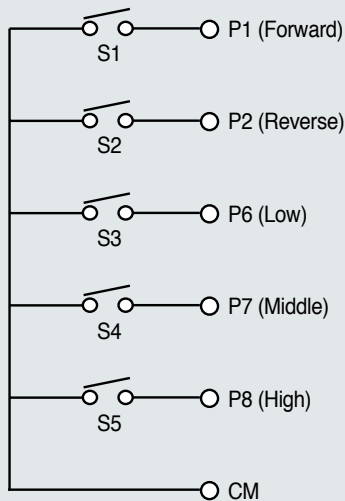 P1 (Forward)
S1
P2 (Reverse)
S2
P6 (Low)
S3
P7 (Middle)
S4
P8 (High)
S5
CM